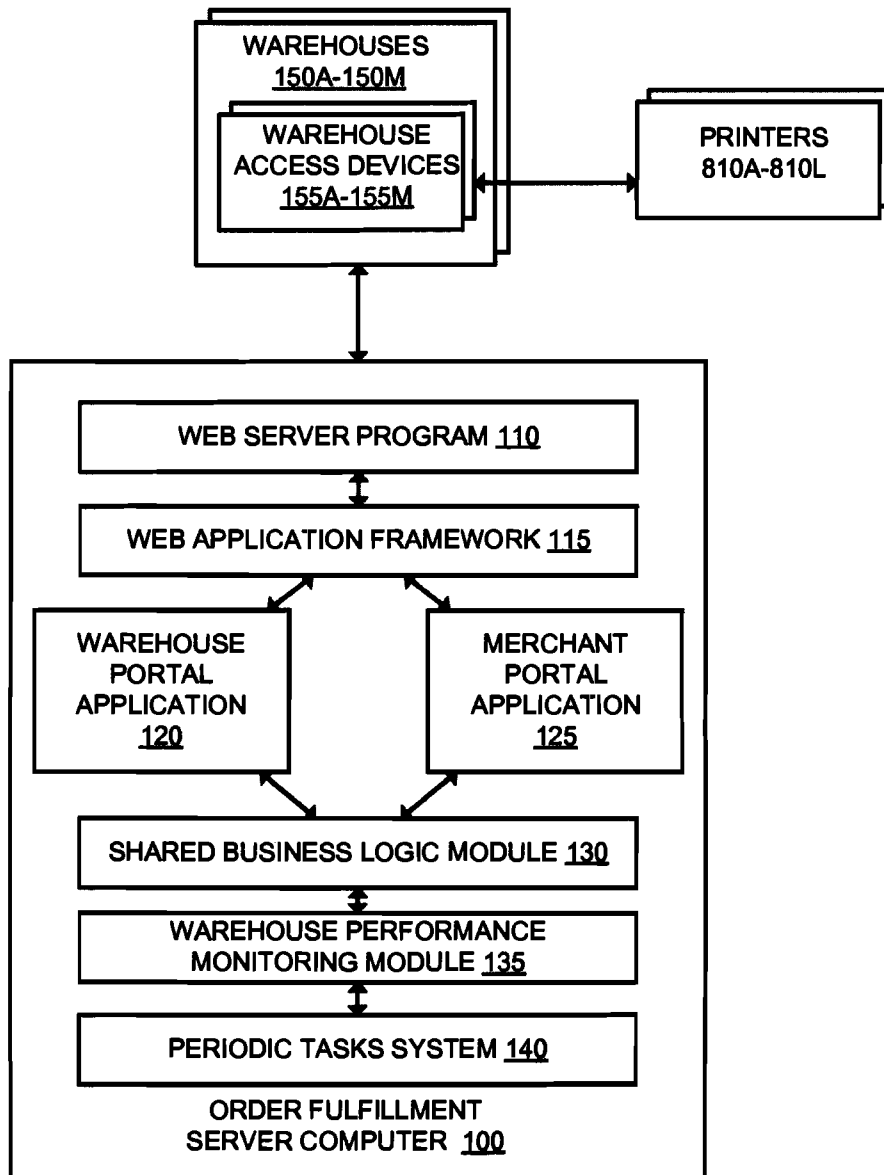 WAREHOUSES
150A-150M
WAREHOUSE
ACCESS DEVICES
155A-155M
PRINTERS
810A-810L
WEB SERVER PROGRAM 110
WEB APPLICATION FRAMEWORK 115
WAREHOUSE
PORTAL
APPLICATION
120
MERCHANT
PORTAL
APPLICATION
125
SHARED BUSINESS LOGIC MODULE 130
WAREHOUSE PERFORMANCE
MONITORING MODULE 135
PERIODIC TASKS SYSTEM 140
ORDER FULFILLMENT
SERVER COMPUTER 100